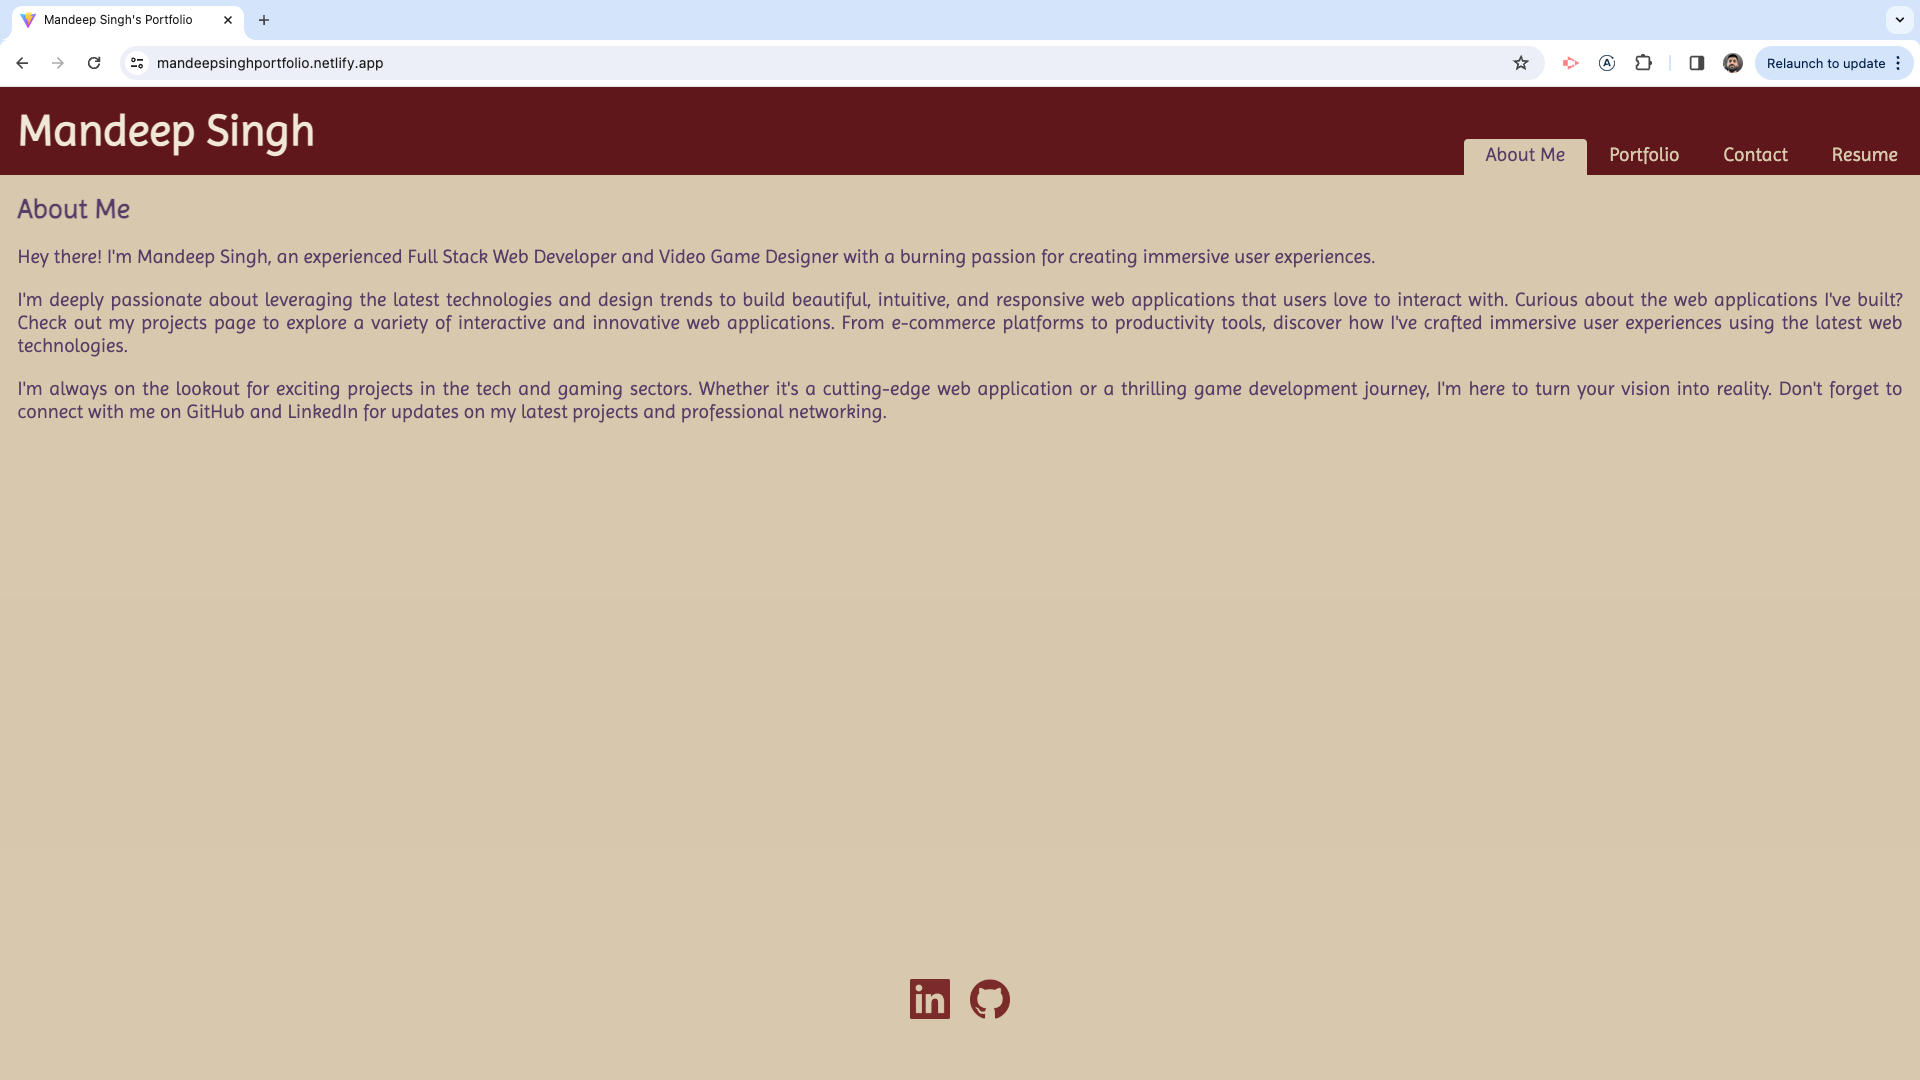 Mandeep Singh's Portfolio
mandeepsinghportfolio.netlify.app
Relaunch to update
Mandeep Singh
About Me
Portfolio
Contact
Resume
About Me
Hey there! I'm Mandeep Singh, an experienced Full Stack Web Developer and Video Game Designer with a burning passion for creating immersive user experiences.
I'm deeply passionate about leveraging the latest technologies and design trends to build beautiful, intuitive, and responsive web applications that users love to interact with. Curious about the web applications I've built?
Check out my projects page to explore a variety of interactive and innovative web applications. From e-commerce platforms to productivity tools, discover how I've crafted immersive user experiences using the latest web
technologies.
I'm always on the lookout for exciting projects in the tech and gaming sectors. Whether it's a cutting-edge web application or a thrilling game development journey, I'm here to turn your vision into reality. Don't forget to
connect with me on GitHub and LinkedIn for updates on my latest projects and professional networking.
in